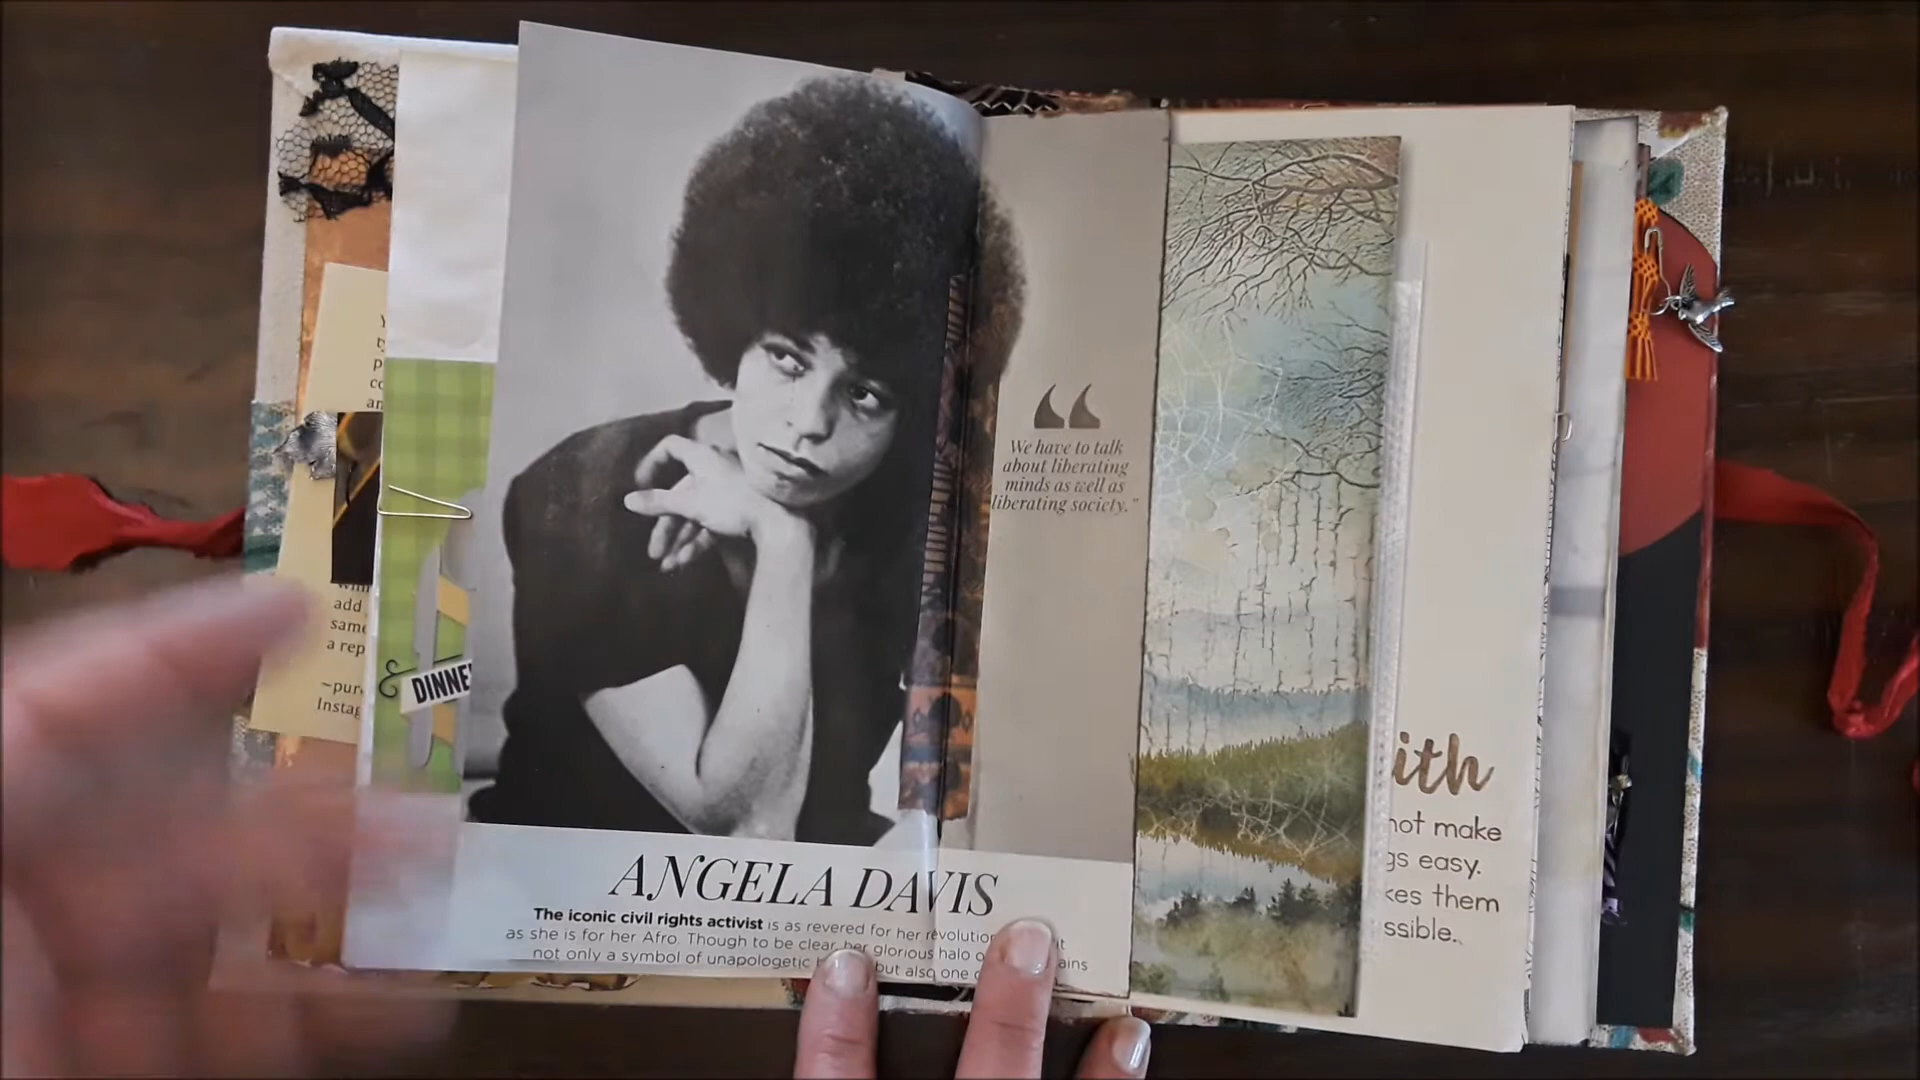 add
same
a rep
Instag
DINNE
“
We have to talk
about liberating
minds as well as
liberating society."
ANGELA DAVIS
The iconic civil rights activist is as revered for her revolution
as she is for her Afro. Though to be clear, her glorious halo
not only a symbol of unapologetic but also one
ith
not make
gs easy.
kes them
ssible.